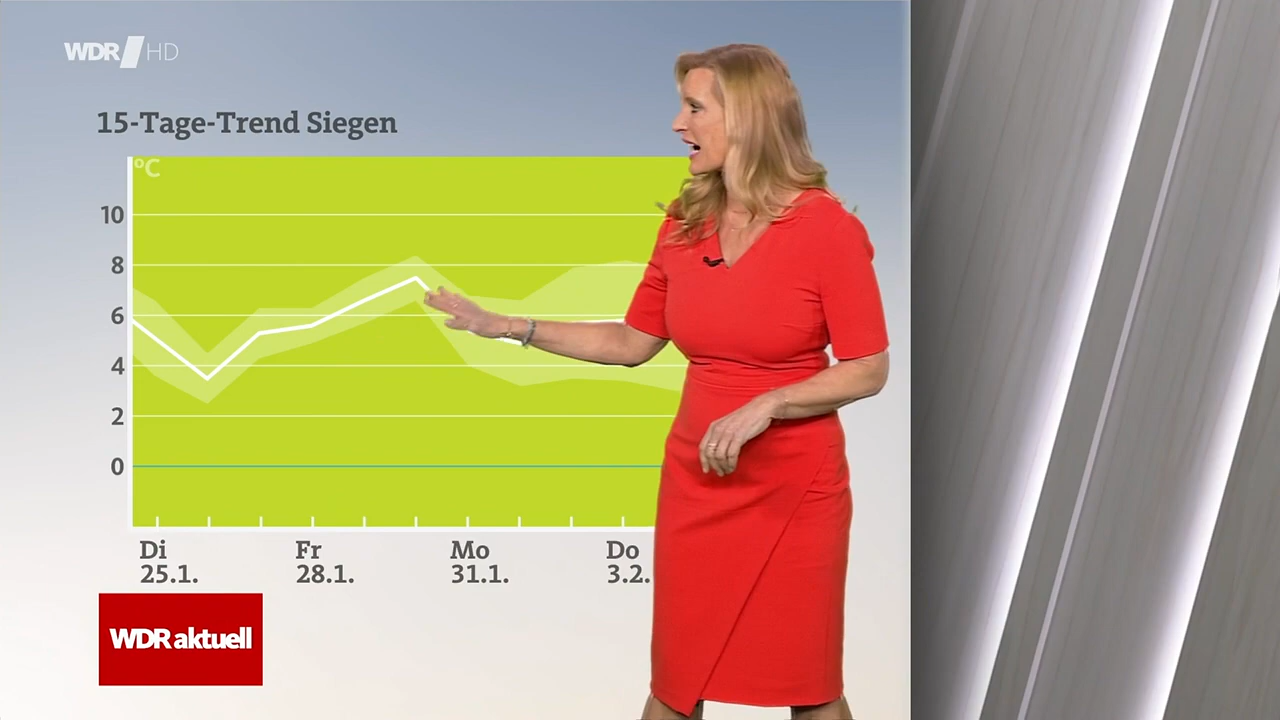 WDR HD
15-Tage-Trend Siegen
°C
10
8
6
4
2
0
Di Fr Mo Do
25.1. 28.1. 31.1. 3.2.
WDR aktuell